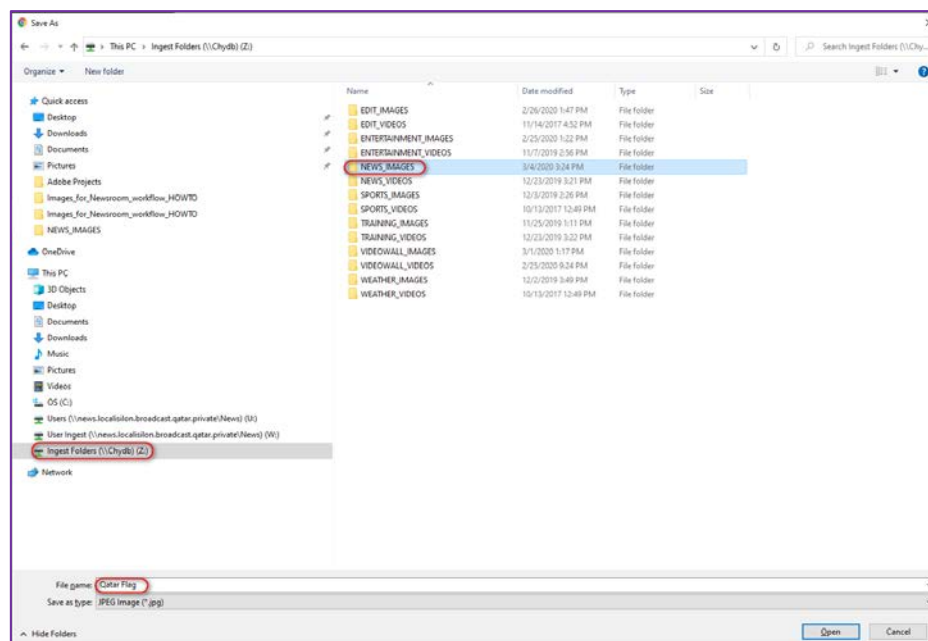 Save As
This PC › Ingest Folders (\\Chydb) (Z:)
Search Ingest Folders (\\Chy...
Organize
New folder
Name
Date modified
Type
Size
Quick access
Desktop
Downloads
Documents
Pictures
Adobe Projects
Images_for_Newsroom_workflow_HOWTO
Images_for_Newsroom_workflow_HOWTO
NEWS_IMAGES
OneDrive
This PC
3D Objects
Desktop
Documents
Downloads
Music
Pictures
Videos
OS (C:)
Users (\\news.localisilon.broadcast.qatar.private\News) (U:)
User Ingest (\\news.localisilon.broadcast.qatar.private\News) (W:)
Ingest Folders (\\Chydb) (Z:)
Network
EDIT_IMAGES 2/26/2020 1:47 PM File folder
EDIT_VIDEOS 11/14/2017 4:52 PM File folder
ENTERTAINMENT_IMAGES 2/25/2020 1:22 PM File folder
ENTERTAINMENT_VIDEOS 11/7/2019 2:56 PM File folder
NEWS_IMAGES 3/4/2020 3:24 PM File folder
NEWS_VIDEOS 12/23/2019 3:21 PM File folder
SPORTS_IMAGES 12/3/2019 2:26 PM File folder
SPORTS_VIDEOS 10/13/2017 12:49 PM File folder
TRAINING_IMAGES 11/25/2019 1:11 PM File folder
TRAINING_VIDEOS 12/23/2019 3:22 PM File folder
VIDEOWALL_IMAGES 3/1/2020 1:17 PM File folder
VIDEOWALL_VIDEOS 2/25/2020 9:24 PM File folder
WEATHER_IMAGES 12/2/2019 3:49 PM File folder
WEATHER_VIDEOS 10/13/2017 12:49 PM File folder
File name: Qatar Flag
Save as type: JPEG Image (*.jpg)
Hide Folders
Open
Cancel